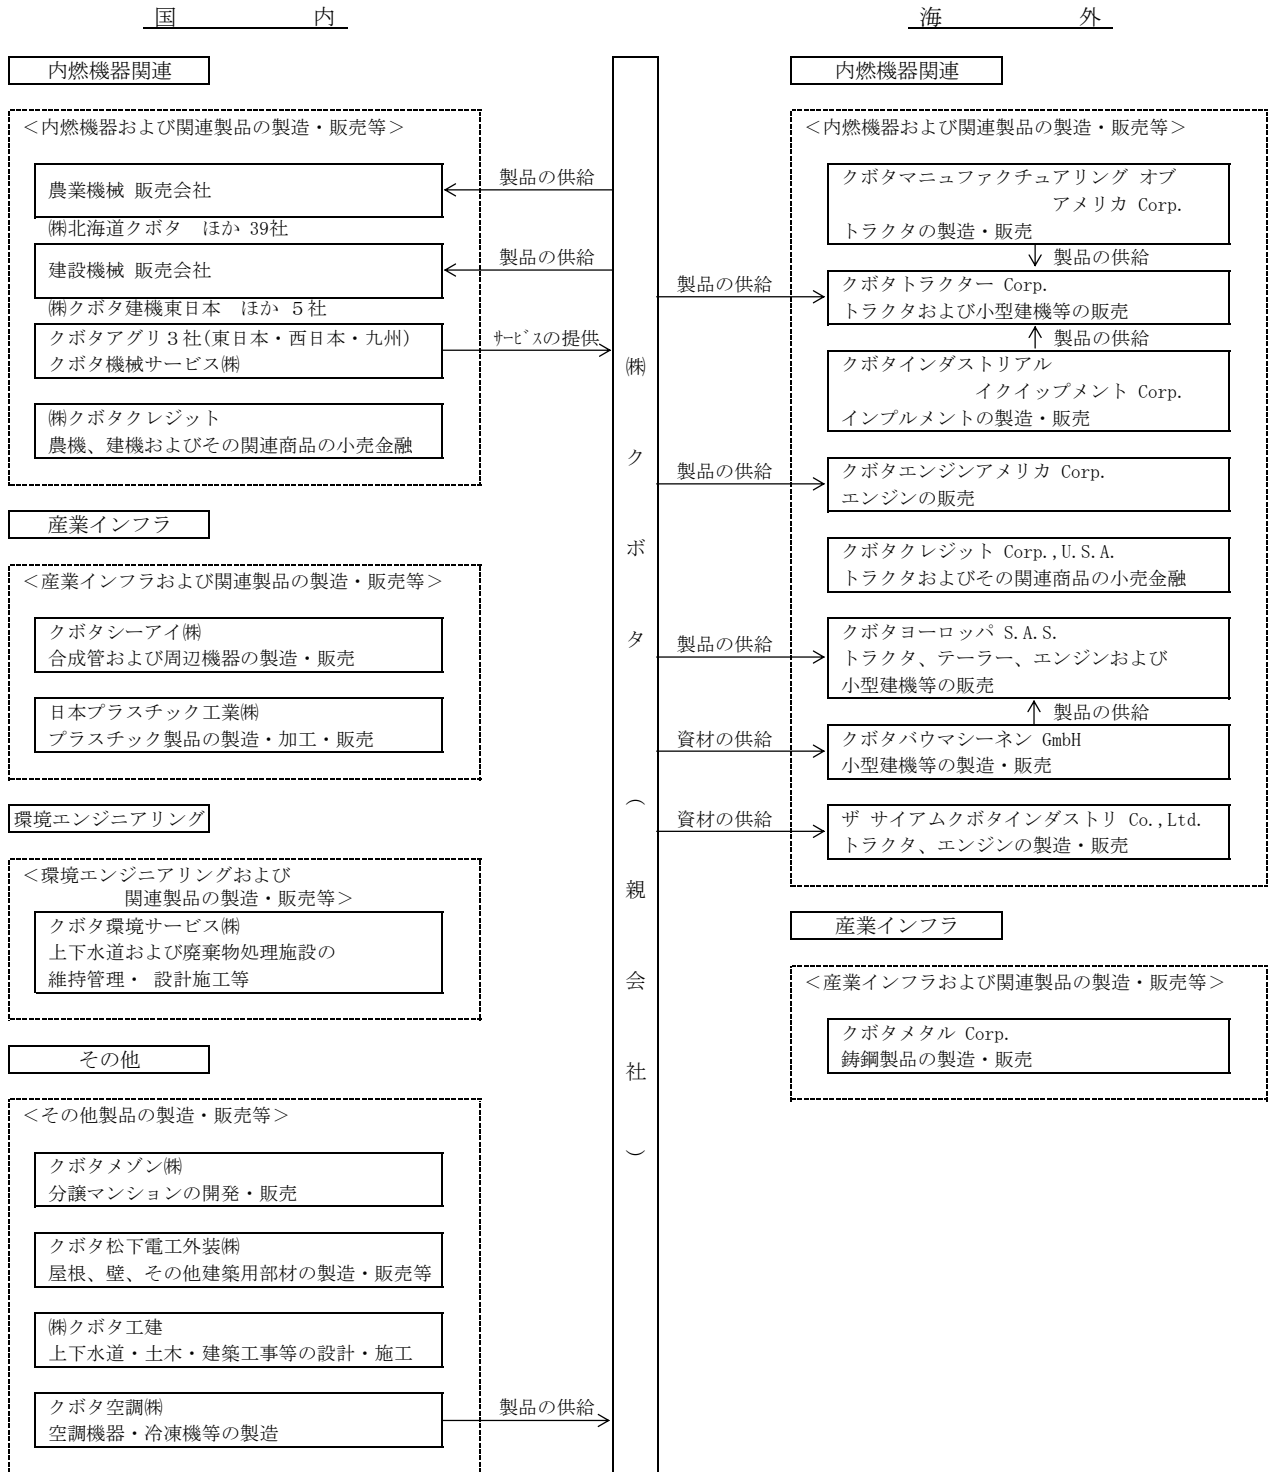 国　　　　　内
内燃機器関連
＜内燃機器および関連製品の製造・販売等＞
農業機械 販売会社
㈱北海道クボタ　ほか 39社
製品の供給
建設機械 販売会社
㈱クボタ建機東日本　ほか ５社
製品の供給
クボタアグリ３社(東日本・西日本・九州)
クボタ機械サービス㈱
ｻｰﾋﾞｽの提供
㈱クボタクレジット
農機、建機およびその関連商品の小売金融
産業インフラ
＜産業インフラおよび関連製品の製造・販売等＞
クボタシーアイ㈱
合成管および周辺機器の製造・販売
日本プラスチック工業㈱
プラスチック製品の製造・加工・販売
環境エンジニアリング
＜環境エンジニアリングおよび
関連製品の製造・販売等＞
クボタ環境サービス㈱
上下水道および廃棄物処理施設の
維持管理・ 設計施工等
その他
＜その他製品の製造・販売等＞
クボタメゾン㈱
分譲マンションの開発・販売
クボタ松下電工外装㈱
屋根、壁、その他建築用部材の製造・販売等
㈱クボタ工建
上下水道・土木・建築工事等の設計・施工
クボタ空調㈱
空調機器・冷凍機等の製造
製品の供給
㈱クボタ（親会社）
海　　　　　外
内燃機器関連
＜内燃機器および関連製品の製造・販売等＞
クボタマニュファクチュアリング オブ
アメリカ Corp.
トラクタの製造・販売
製品の供給
製品の供給
クボタトラクター Corp.
トラクタおよび小型建機等の販売
製品の供給
クボタインダストリアル
イクイップメント Corp.
インプルメントの製造・販売
製品の供給
クボタエンジンアメリカ Corp.
エンジンの販売
クボタクレジット Corp.,U.S.A.
トラクタおよびその関連商品の小売金融
製品の供給
クボタヨーロッパ S.A.S.
トラクタ、テーラー、エンジンおよび
小型建機等の販売
製品の供給
資材の供給
クボタバウマシーネン GmbH
小型建機等の製造・販売
資材の供給
ザ サイアムクボタインダストリ Co.,Ltd.
トラクタ、エンジンの製造・販売
産業インフラ
＜産業インフラおよび関連製品の製造・販売等＞
クボタメタル Corp.
鋳鋼製品の製造・販売